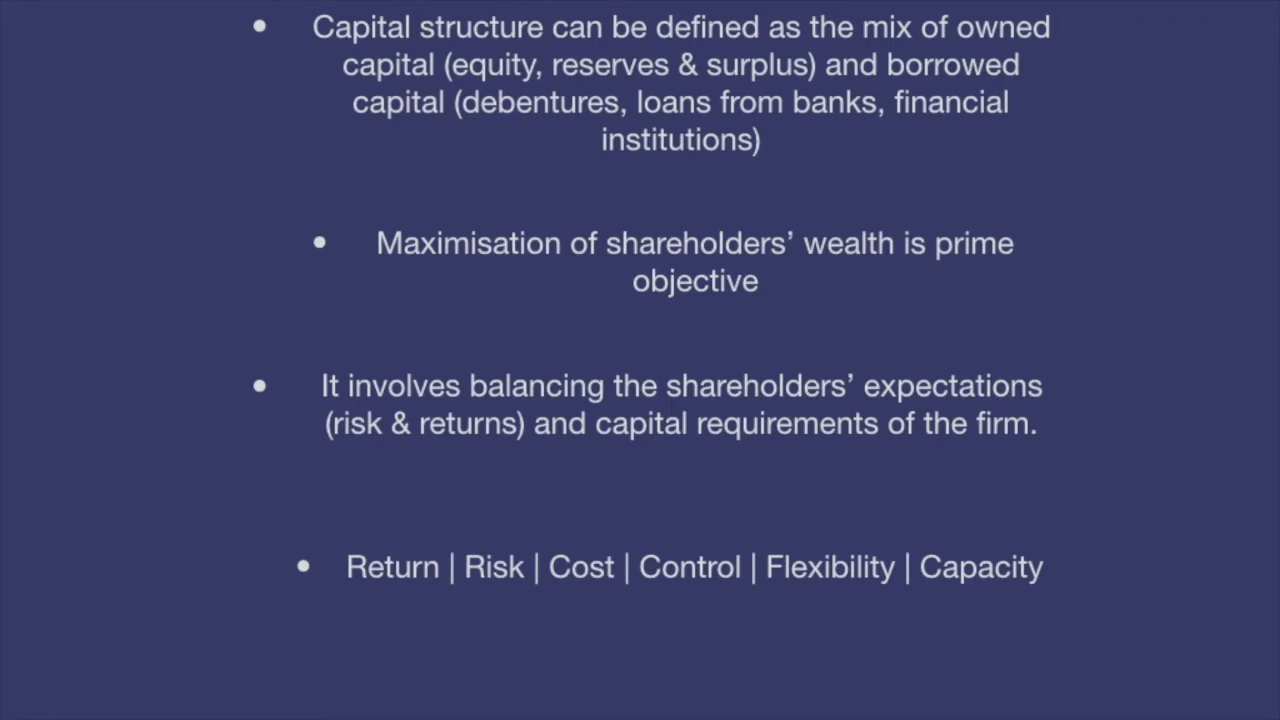 • Capital structure can be defined as the mix of owned
capital (equity, reserves & surplus) and borrowed
capital (debentures, loans from banks, financial
institutions)
• Maximisation of shareholders’ wealth is prime
objective
• It involves balancing the shareholders’ expectations
(risk & returns) and capital requirements of the firm.
• Return | Risk | Cost | Control | Flexibility | Capacity